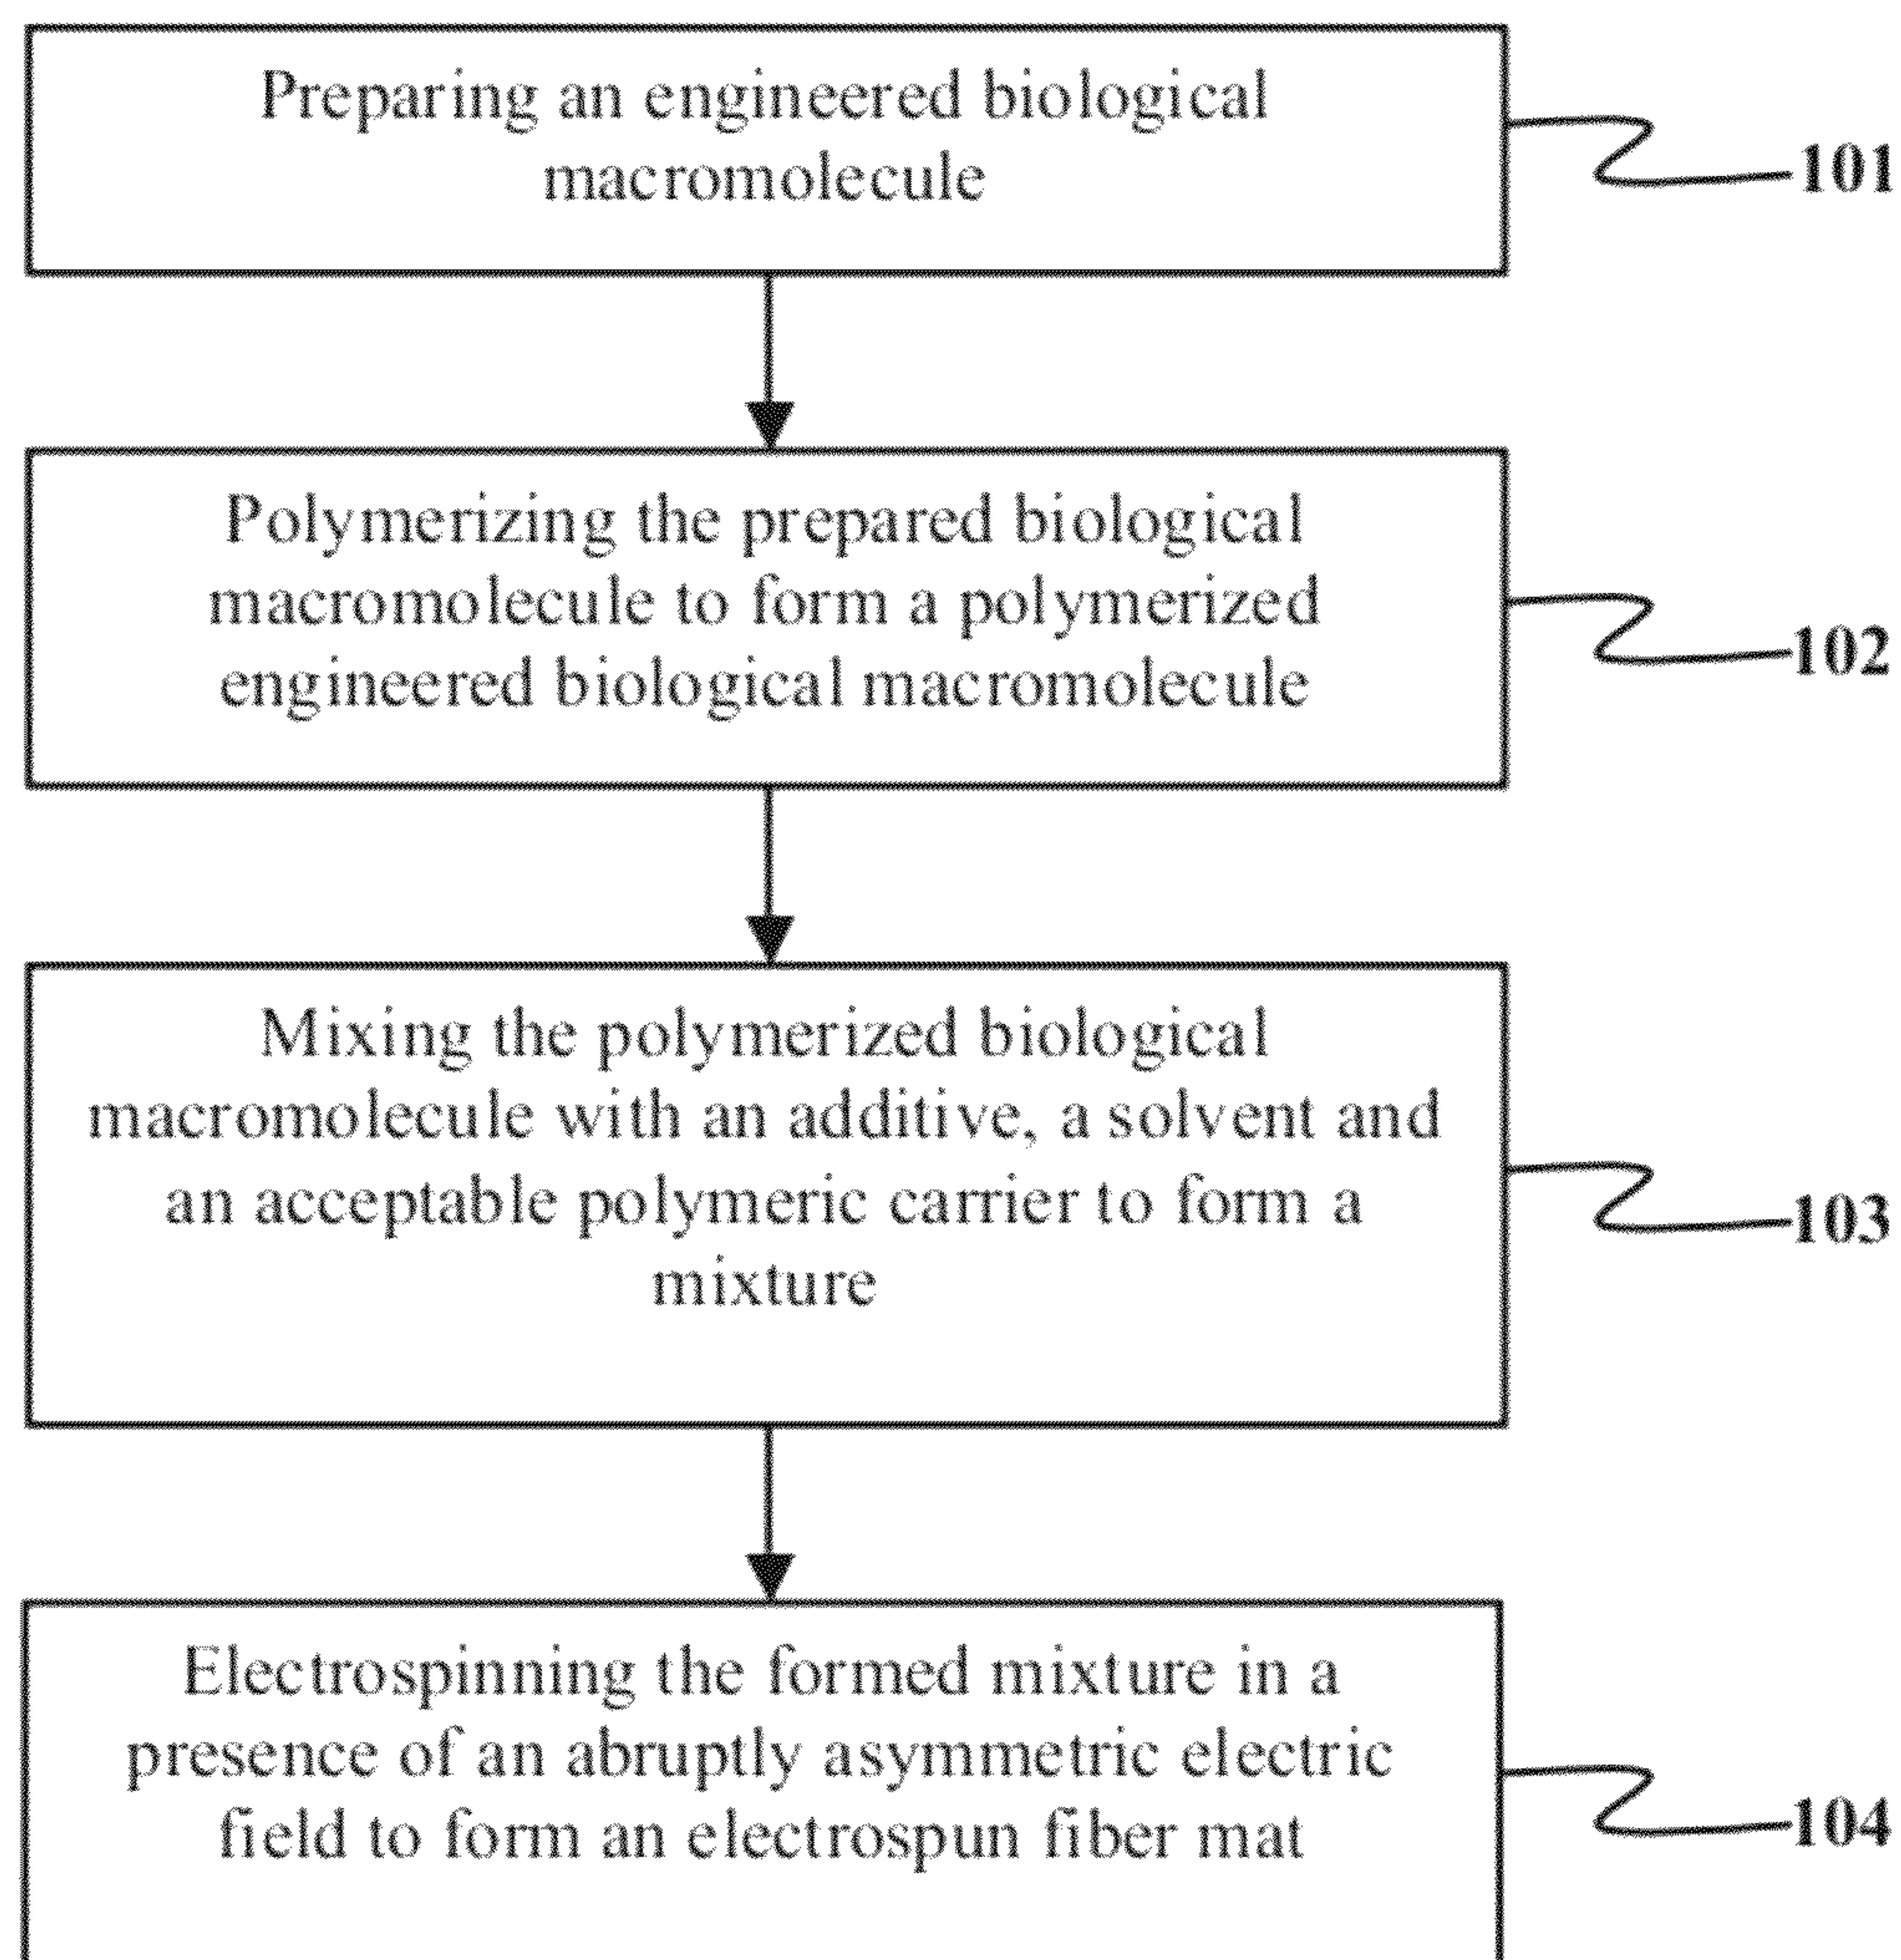 Preparing an engineered biological
macromolecule
101
Polymerizing the prepared biological
macromolecule to form a polymerized
engineered biological macromolecule
102
Mixing the polymerized biological
macromolecule with an additive, a solvent and
an acceptable polymeric carrier to form a
mixture
103
Electrospinning the formed mixture in a
presence of an abruptly asymmetric electric
field to form an electrospun fiber mat
104